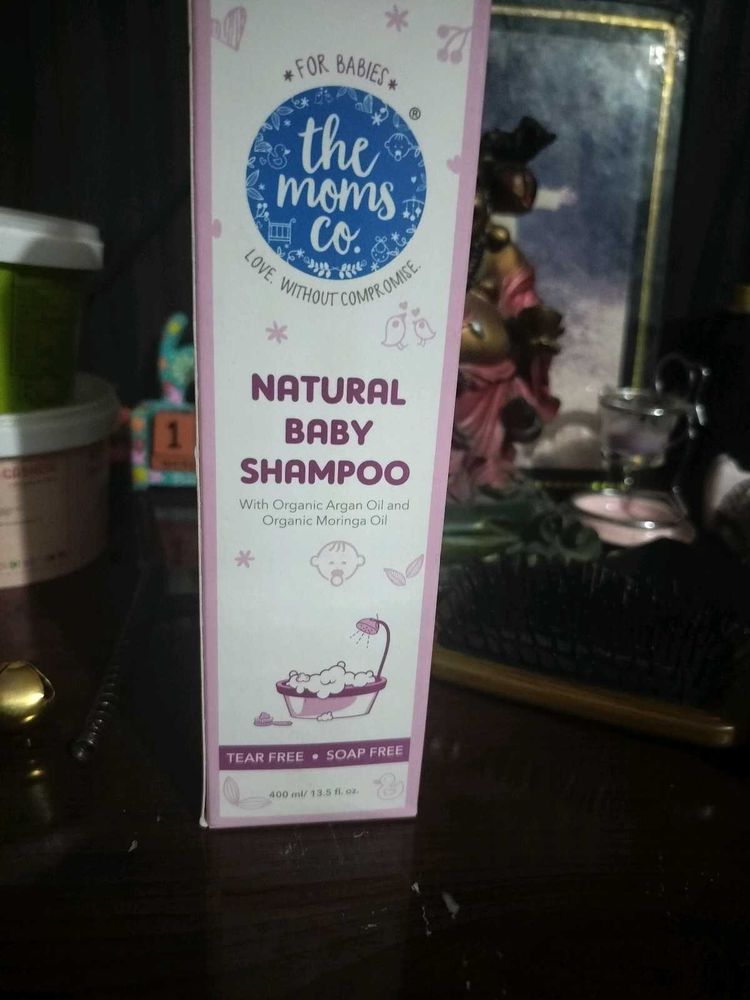 *FOR BABIES*
the
moms
co.
®
LOVE. WITHOUT COMPROMISE.
NATURAL
BABY
SHAMPOO
With Organic Argan Oil and
Organic Moringa Oil
TEAR FREE • SOAP FREE
400 ml/ 13.5 fl. oz.
1